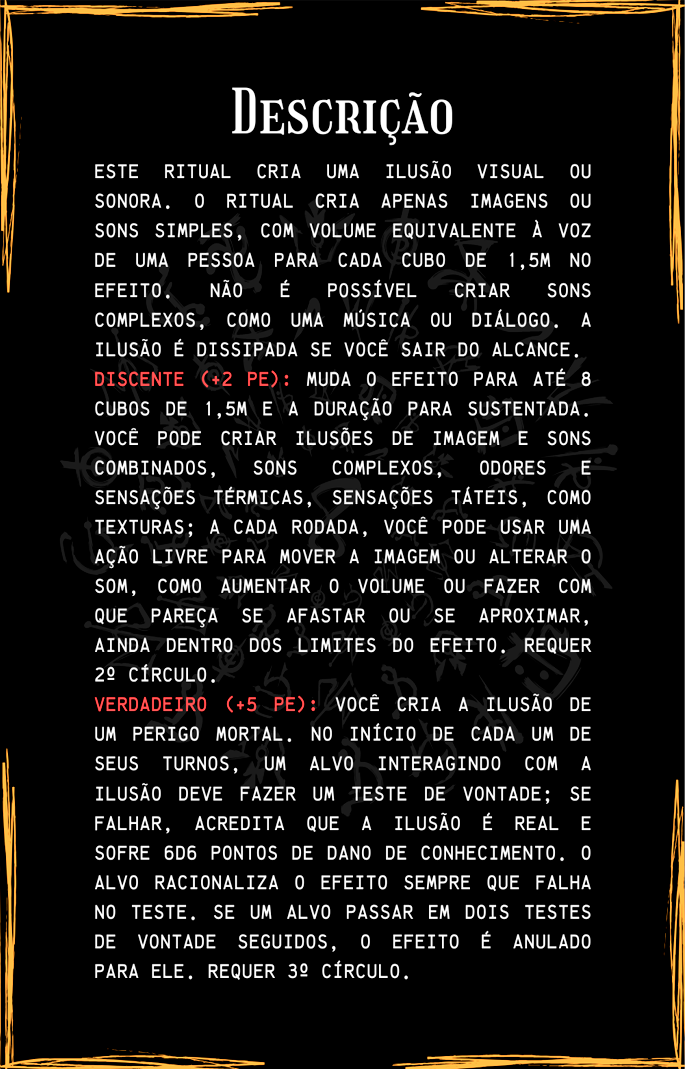 DESCRIÇÃO
ESTE RITUAL CRIA UMA ILUSÃO VISUAL OU
SONORA. O RITUAL CRIA APENAS IMAGENS OU
SONS SIMPLES, COM VOLUME EQUIVALENTE À VOZ
DE UMA PESSOA PARA CADA CUBO DE 1,5M NO
EFEITO. NÃO É POSSÍVEL CRIAR SONS
COMPLEXOS, COMO UMA MÚSICA OU DIÁLOGO. A
ILUSÃO É DISSIPADA SE VOCÊ SAIR DO ALCANCE.
DISCENTE (+2 PE): MUDA O EFEITO PARA ATÉ 8
CUBOS DE 1,5M E A DURAÇÃO PARA SUSTENTADA.
VOCÊ PODE CRIAR ILUSÕES DE IMAGEM E SONS
COMBINADOS, SONS COMPLEXOS, ODORES E
SENSAÇÕES TÉRMICAS, SENSAÇÕES TÁTEIS, COMO
TEXTURAS; A CADA RODADA, VOCÊ PODE USAR UMA
AÇÃO LIVRE PARA MOVER A IMAGEM OU ALTERAR O
SOM, COMO AUMENTAR O VOLUME OU FAZER COM
QUE PAREÇA SE AFASTAR OU SE APROXIMAR,
AINDA DENTRO DOS LIMITES DO EFEITO. REQUER
2º CÍRCULO.
VERDADEIRO (+5 PE): VOCÊ CRIA A ILUSÃO DE
UM PERIGO MORTAL. NO INÍCIO DE CADA UM DE
SEUS TURNOS, UM ALVO INTERAGINDO COM A
ILUSÃO DEVE FAZER UM TESTE DE VONTADE; SE
FALHAR, ACREDITA QUE A ILUSÃO É REAL E
SOFRE 6D6 PONTOS DE DANO DE CONHECIMENTO. O
ALVO RACIONALIZA O EFEITO SEMPRE QUE FALHA
NO TESTE. SE UM ALVO PASSAR EM DOIS TESTES
DE VONTADE SEGUIDOS, O EFEITO É ANULADO
PARA ELE. REQUER 3º CÍRCULO.